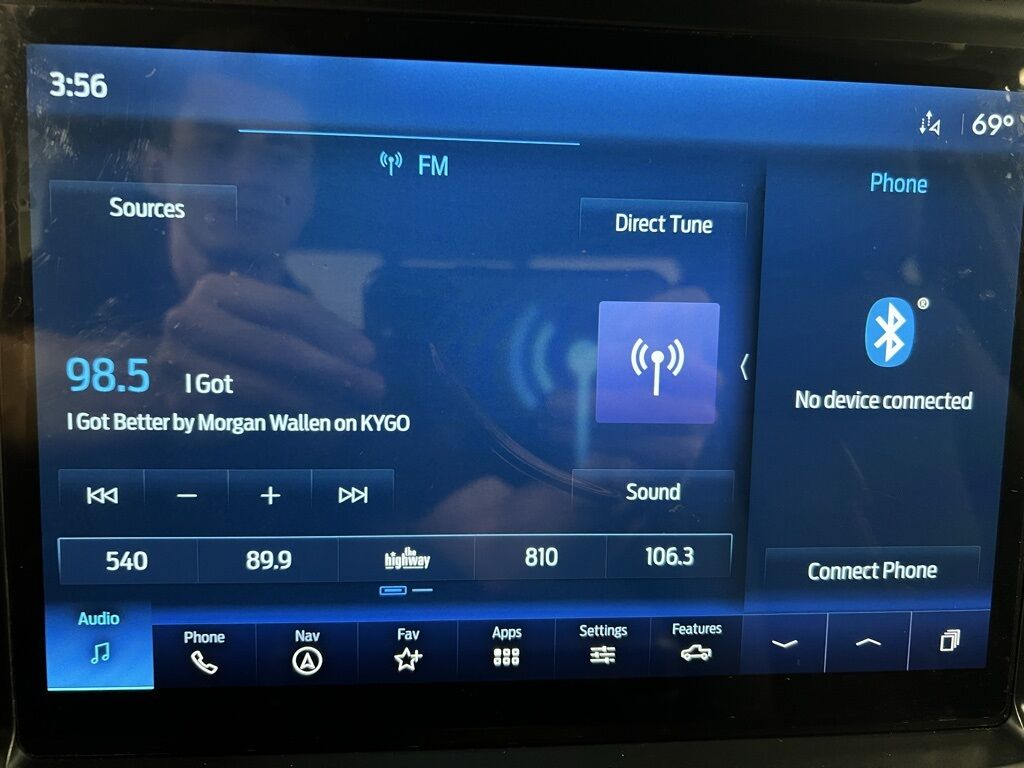 3:56
69°
FM
Phone
Sources
Direct Tune
®
98.5 I Got
No device connected
I Got Better by Morgan Wallen on KYGO
Sound
540 89.9 the highway 810 106.3
Connect Phone
Audio Phone Nav Fav Apps Settings Features